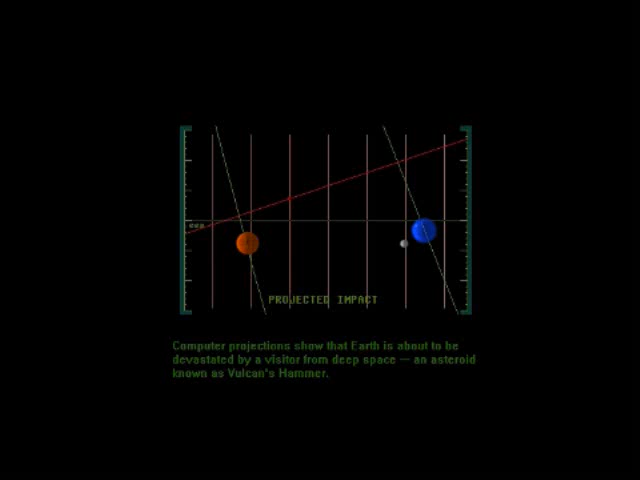 PROJECTED IMPACT
Computer projections show that Earth is about to be
devastated by a visitor from deep space — an asteroid
known as Vulcan's Hammer.